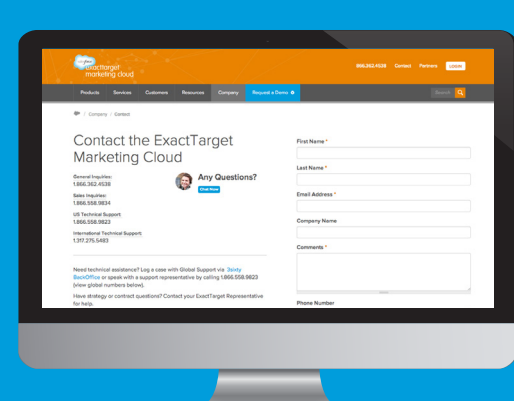 exacttarget
marketing cloud
866.362.4538 Contact Partners LOGIN
Products Services Customers Resources Company Request a Demo
Search
/ Company / Contact
Contact the ExactTarget
Marketing Cloud
General Inquiries:
1.866.362.4538
Sales Inquiries:
1.866.558.9834
US Technical Support:
1.866.558.9823
International Technical Support:
1.317.275.5483
Any Questions?
Chat Now
Need technical assistance? Log a case with Global Support via 3sixty
BackOffice or speak with a support representative by calling 1.866.558.9823
(view global numbers below).
Have strategy or contract questions? Contact your ExactTarget Representative
for help.
First Name *
Last Name *
Email Address *
Company Name
Comments *
Phone Number